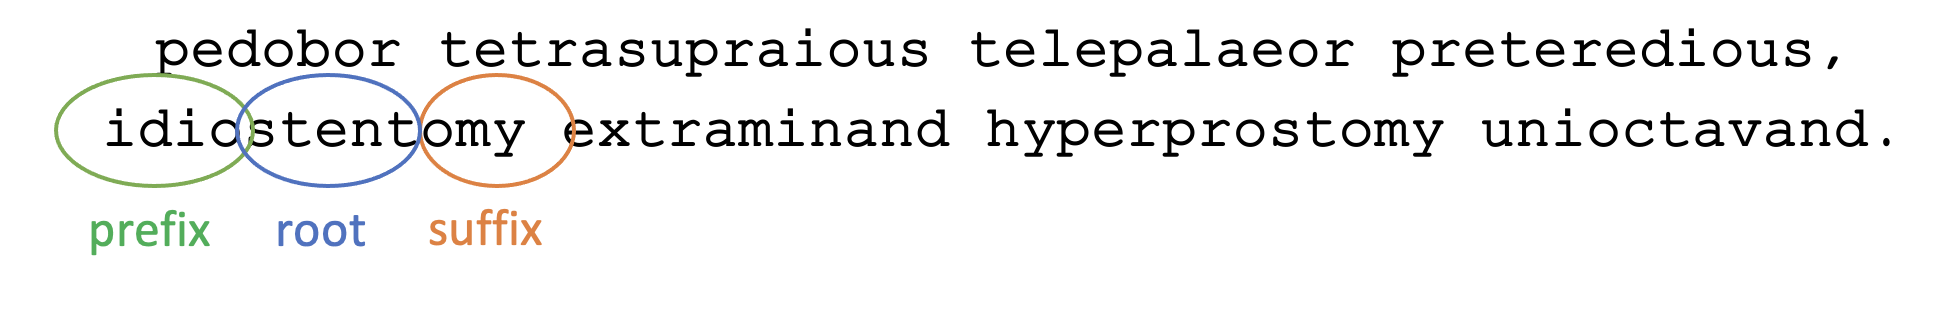 pedobor tetrasupraious telepalaeor preteredious,
idiostentomy extraminand hyperprostomy unioctavand.
prefix root suffix